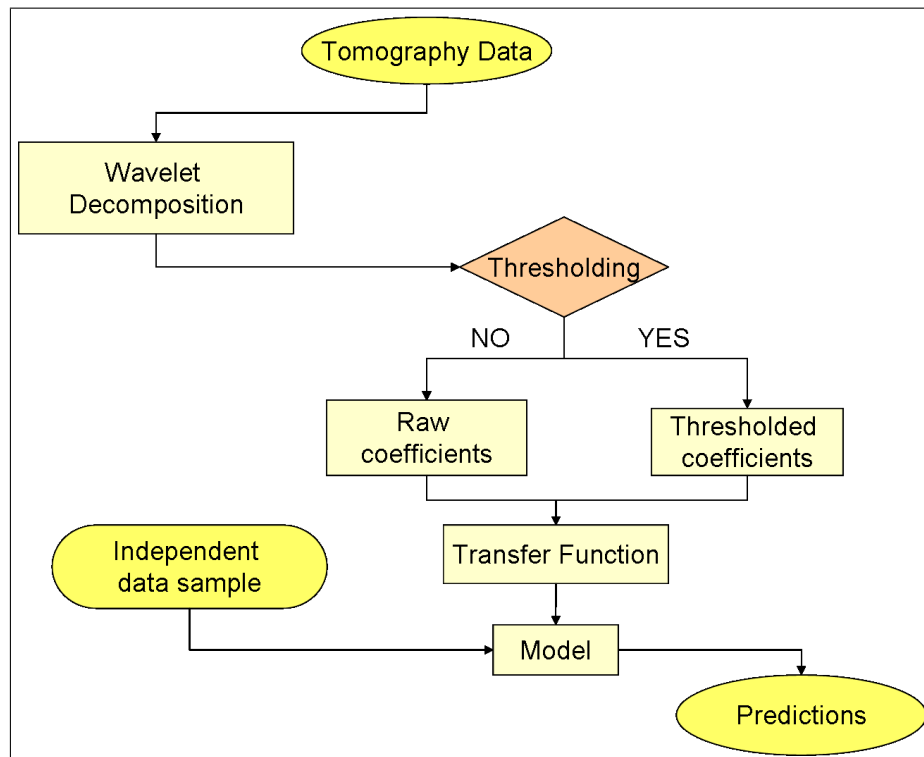 Tomography Data
Wavelet
Decomposition
Thresholding
NO
YES
Raw
coefficients
Thresholded
coefficients
Independent
data sample
Transfer Function
Model
Predictions